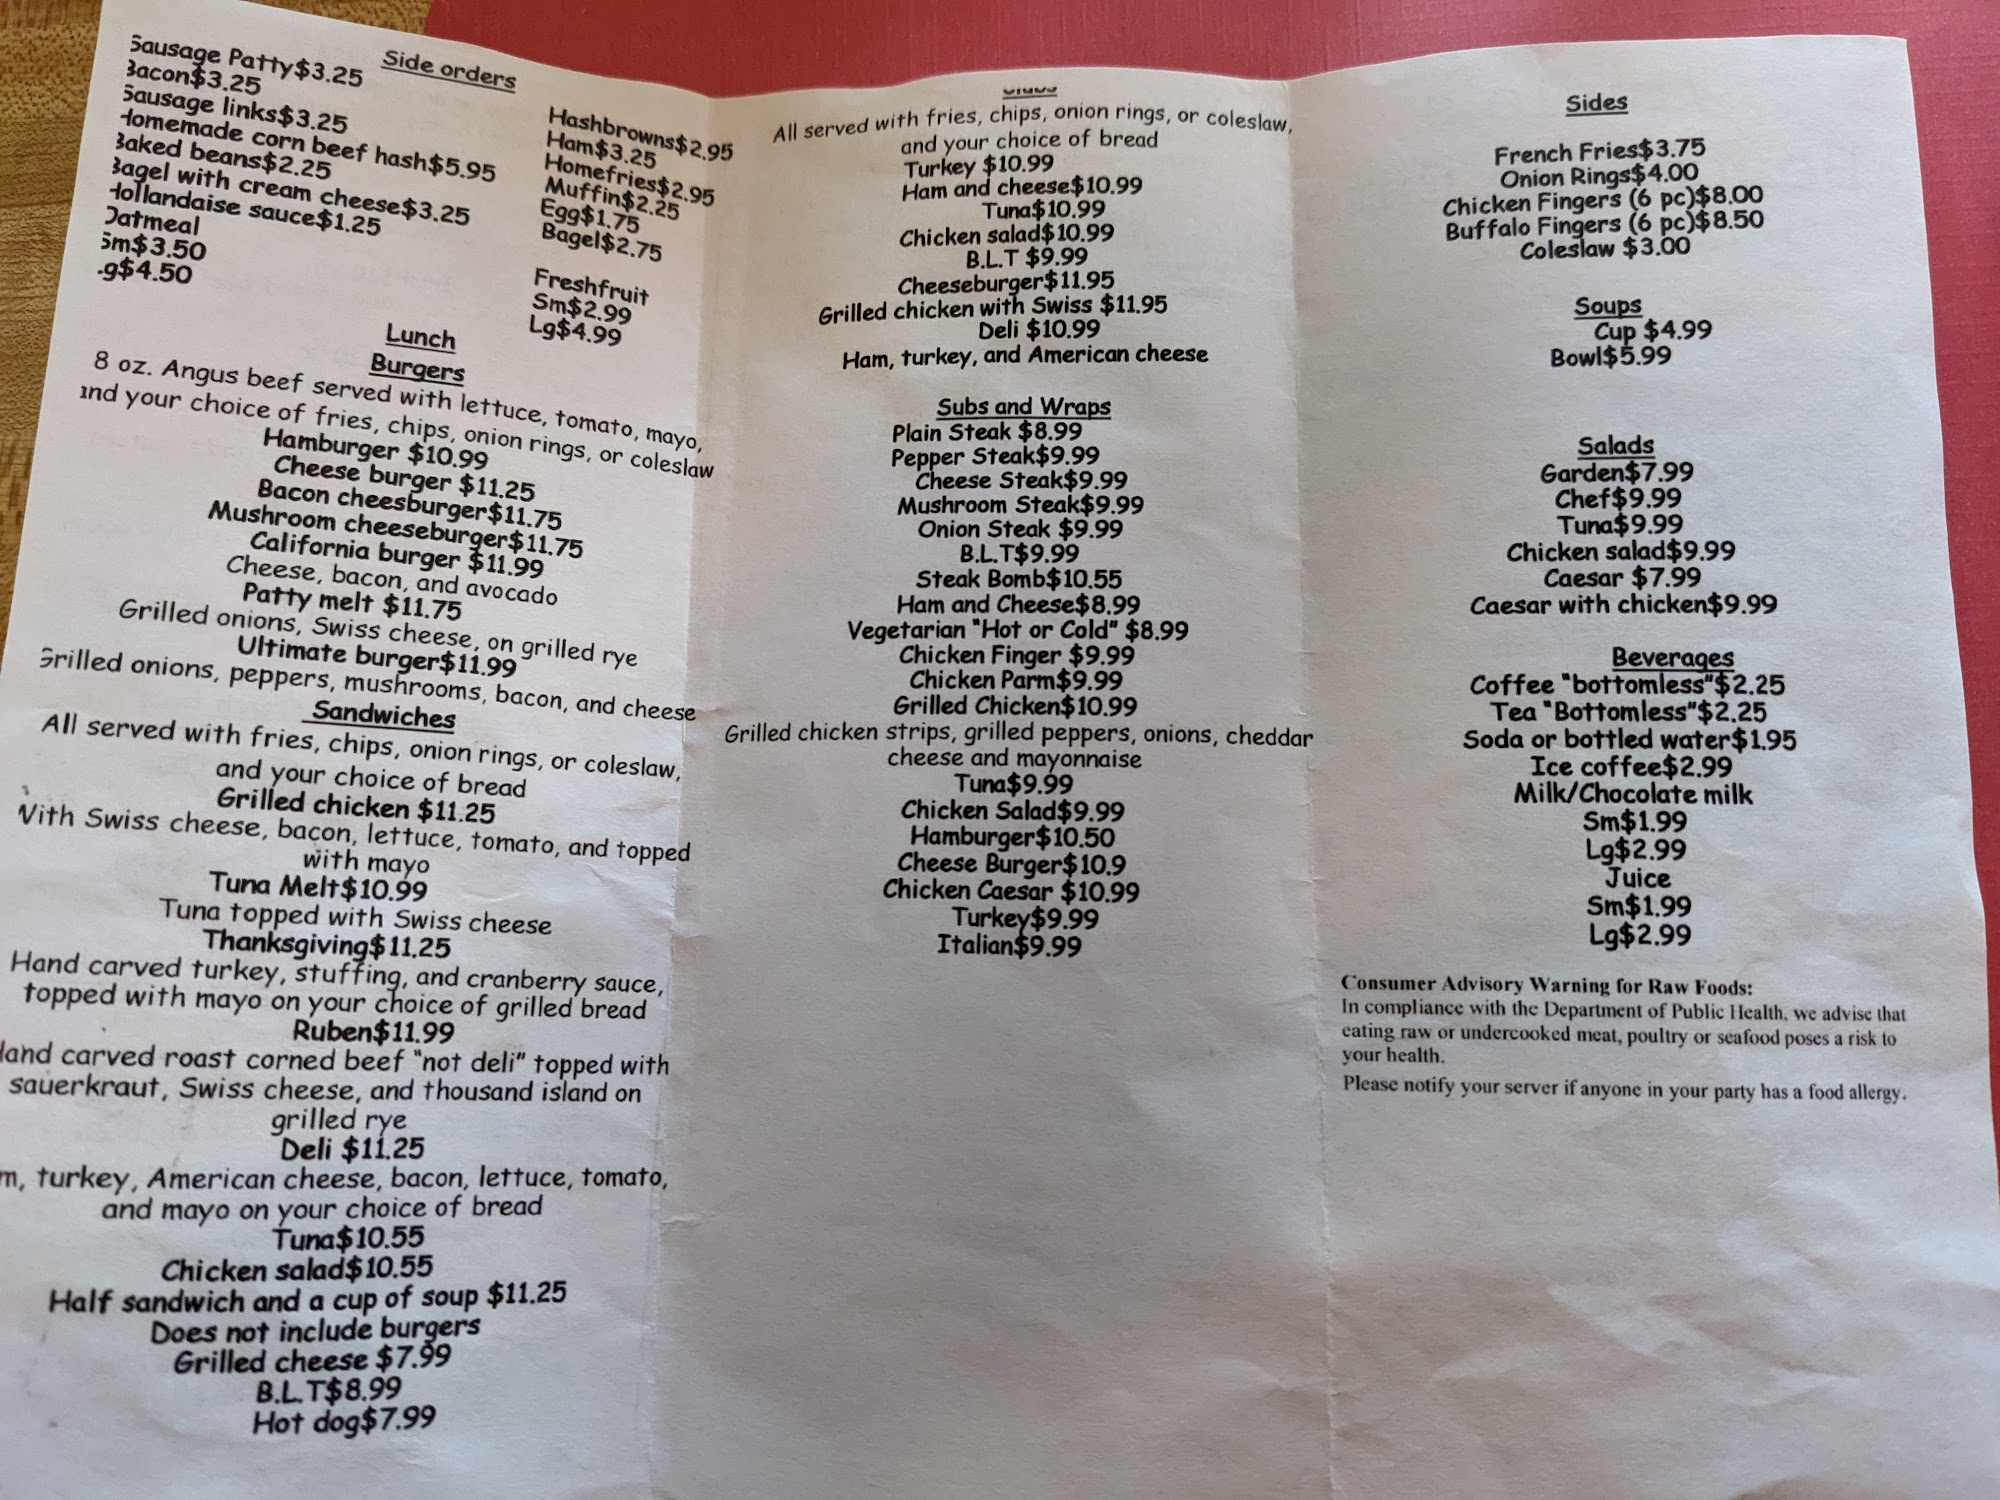 Side orders
Sausage Patty$3.25
Bacon$3.25
Sausage links$3.25
Homemade corn beef hash$5.95
Baked beans$2.25
Bagel with cream cheese$3.25
Hollandaise sauce$1.25
Oatmeal
Sm$3.50
Lg$4.50
Hashbrowns$2.95
Ham$3.25
Homefries$2.95
Muffin$2.25
Egg$1.75
Bagel$2.75
Freshfruit
Sm$2.99
Lg$4.99
Lunch
Burgers
8 oz. Angus beef served with lettuce, tomato, mayo,
and your choice of fries, chips, onion rings, or coleslaw
Hamburger $10.99
Cheese burger $11.25
Bacon cheesburger$11.75
Mushroom cheeseburger$11.75
California burger $11.99
Cheese, bacon, and avocado
Patty melt $11.75
Grilled onions, Swiss cheese, on grilled rye
Ultimate burger$11.99
Grilled onions, peppers, mushrooms, bacon, and cheese
Sandwiches
All served with fries, chips, onion rings, or coleslaw,
and your choice of bread
Grilled chicken $11.25
With Swiss cheese, bacon, lettuce, tomato, and topped
with mayo
Tuna Melt$10.99
Tuna topped with Swiss cheese
Thanksgiving$11.25
Hand carved turkey, stuffing, and cranberry sauce,
topped with mayo on your choice of grilled bread
Ruben$11.99
Hand carved roast corned beef "not deli" topped with
sauerkraut, Swiss cheese, and thousand island on
grilled rye
Deli $11.25
m, turkey, American cheese, bacon, lettuce, tomato,
and mayo on your choice of bread
Tuna$10.55
Chicken salad$10.55
Half sandwich and a cup of soup $11.25
Does not include burgers
Grilled cheese $7.99
B.L.T$8.99
Hot dog$7.99
Clubs
All served with fries, chips, onion rings, or coleslaw,
and your choice of bread
Turkey $10.99
Ham and cheese$10.99
Tuna$10.99
Chicken salad$10.99
B.L.T $9.99
Cheeseburger$11.95
Grilled chicken with Swiss $11.95
Deli $10.99
Ham, turkey, and American cheese
Subs and Wraps
Plain Steak $8.99
Pepper Steak$9.99
Cheese Steak$9.99
Mushroom Steak$9.99
Onion Steak $9.99
B.L.T$9.99
Steak Bomb$10.55
Ham and Cheese$8.99
Vegetarian "Hot or Cold" $8.99
Chicken Finger $9.99
Chicken Parm$9.99
Grilled Chicken$10.99
Grilled chicken strips, grilled peppers, onions, cheddar
cheese and mayonnaise
Tuna$9.99
Chicken Salad$9.99
Hamburger$10.50
Cheese Burger$10.9
Chicken Caesar $10.99
Turkey$9.99
Italian$9.99
Sides
French Fries$3.75
Onion Rings$4.00
Chicken Fingers (6 pc)$8.00
Buffalo Fingers (6 pc)$8.50
Coleslaw $3.00
Soups
Cup $4.99
Bowl$5.99
Salads
Garden$7.99
Chef$9.99
Tuna$9.99
Chicken salad$9.99
Caesar $7.99
Caesar with chicken$9.99
Beverages
Coffee "bottomless"$2.25
Tea "Bottomless"$2.25
Soda or bottled water$1.95
Ice coffee$2.99
Milk/Chocolate milk
Sm$1.99
Lg$2.99
Juice
Sm$1.99
Lg$2.99
Consumer Advisory Warning for Raw Foods:
In compliance with the Department of Public Health, we advise that
eating raw or undercooked meat, poultry or seafood poses a risk to
your health.
Please notify your server if anyone in your party has a food allergy.